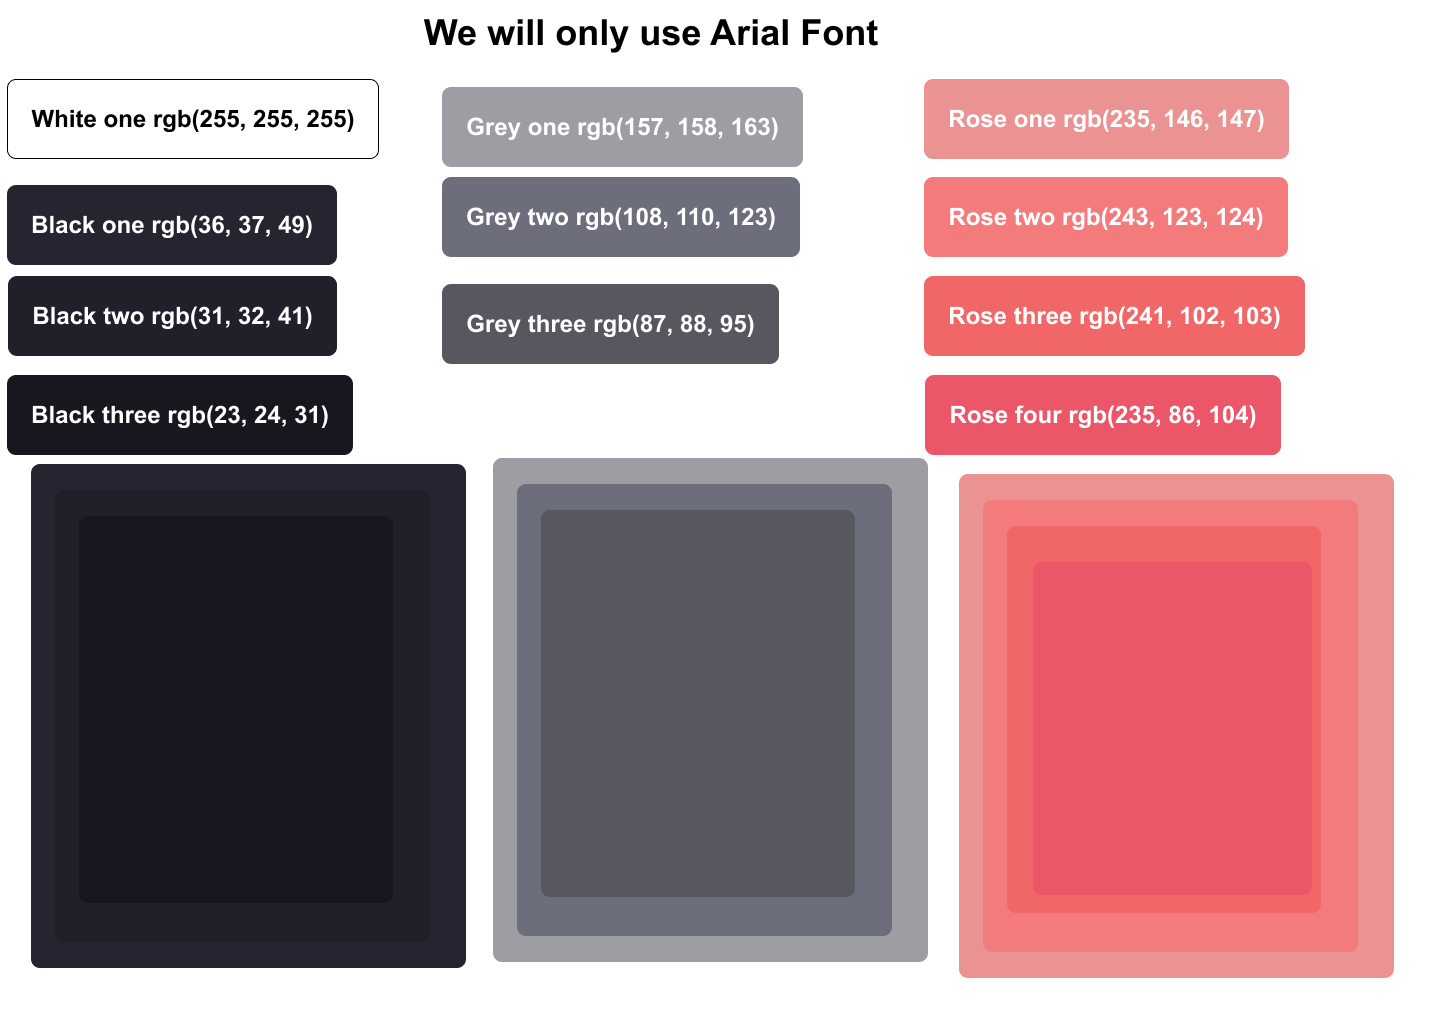 We will only use Arial Font
White one rgb(255, 255, 255)
Black one rgb(36, 37, 49)
Black two rgb(31, 32, 41)
Black three rgb(23, 24, 31)
Grey one rgb(157, 158, 163)
Grey two rgb(108, 110, 123)
Grey three rgb(87, 88, 95)
Rose one rgb(235, 146, 147)
Rose two rgb(243, 123, 124)
Rose three rgb(241, 102, 103)
Rose four rgb(235, 86, 104)